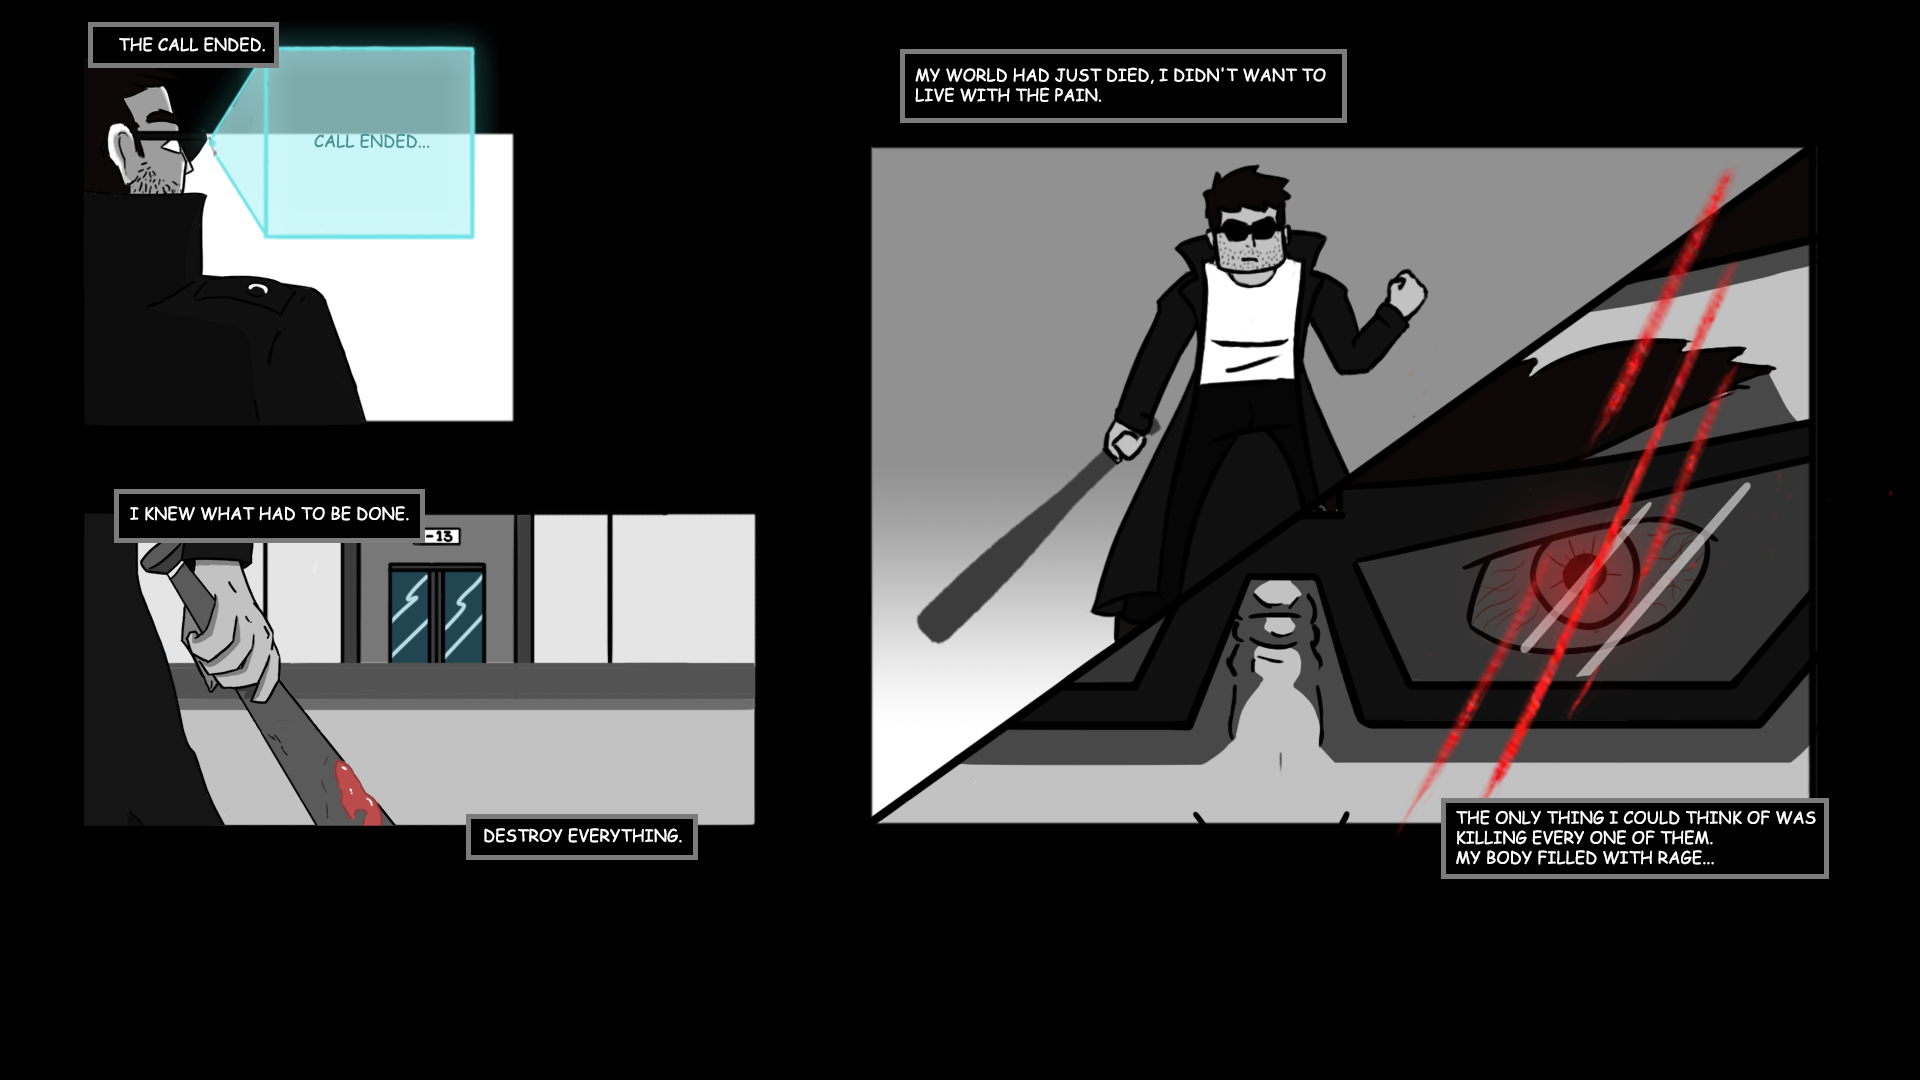 THE CALL ENDED.
CALL ENDED...
I KNEW WHAT HAD TO BE DONE.
-13
DESTROY EVERYTHING.
MY WORLD HAD JUST DIED, I DIDN'T WANT TO
LIVE WITH THE PAIN.
THE ONLY THING I COULD THINK OF WAS
KILLING EVERY ONE OF THEM.
MY BODY FILLED WITH RAGE...